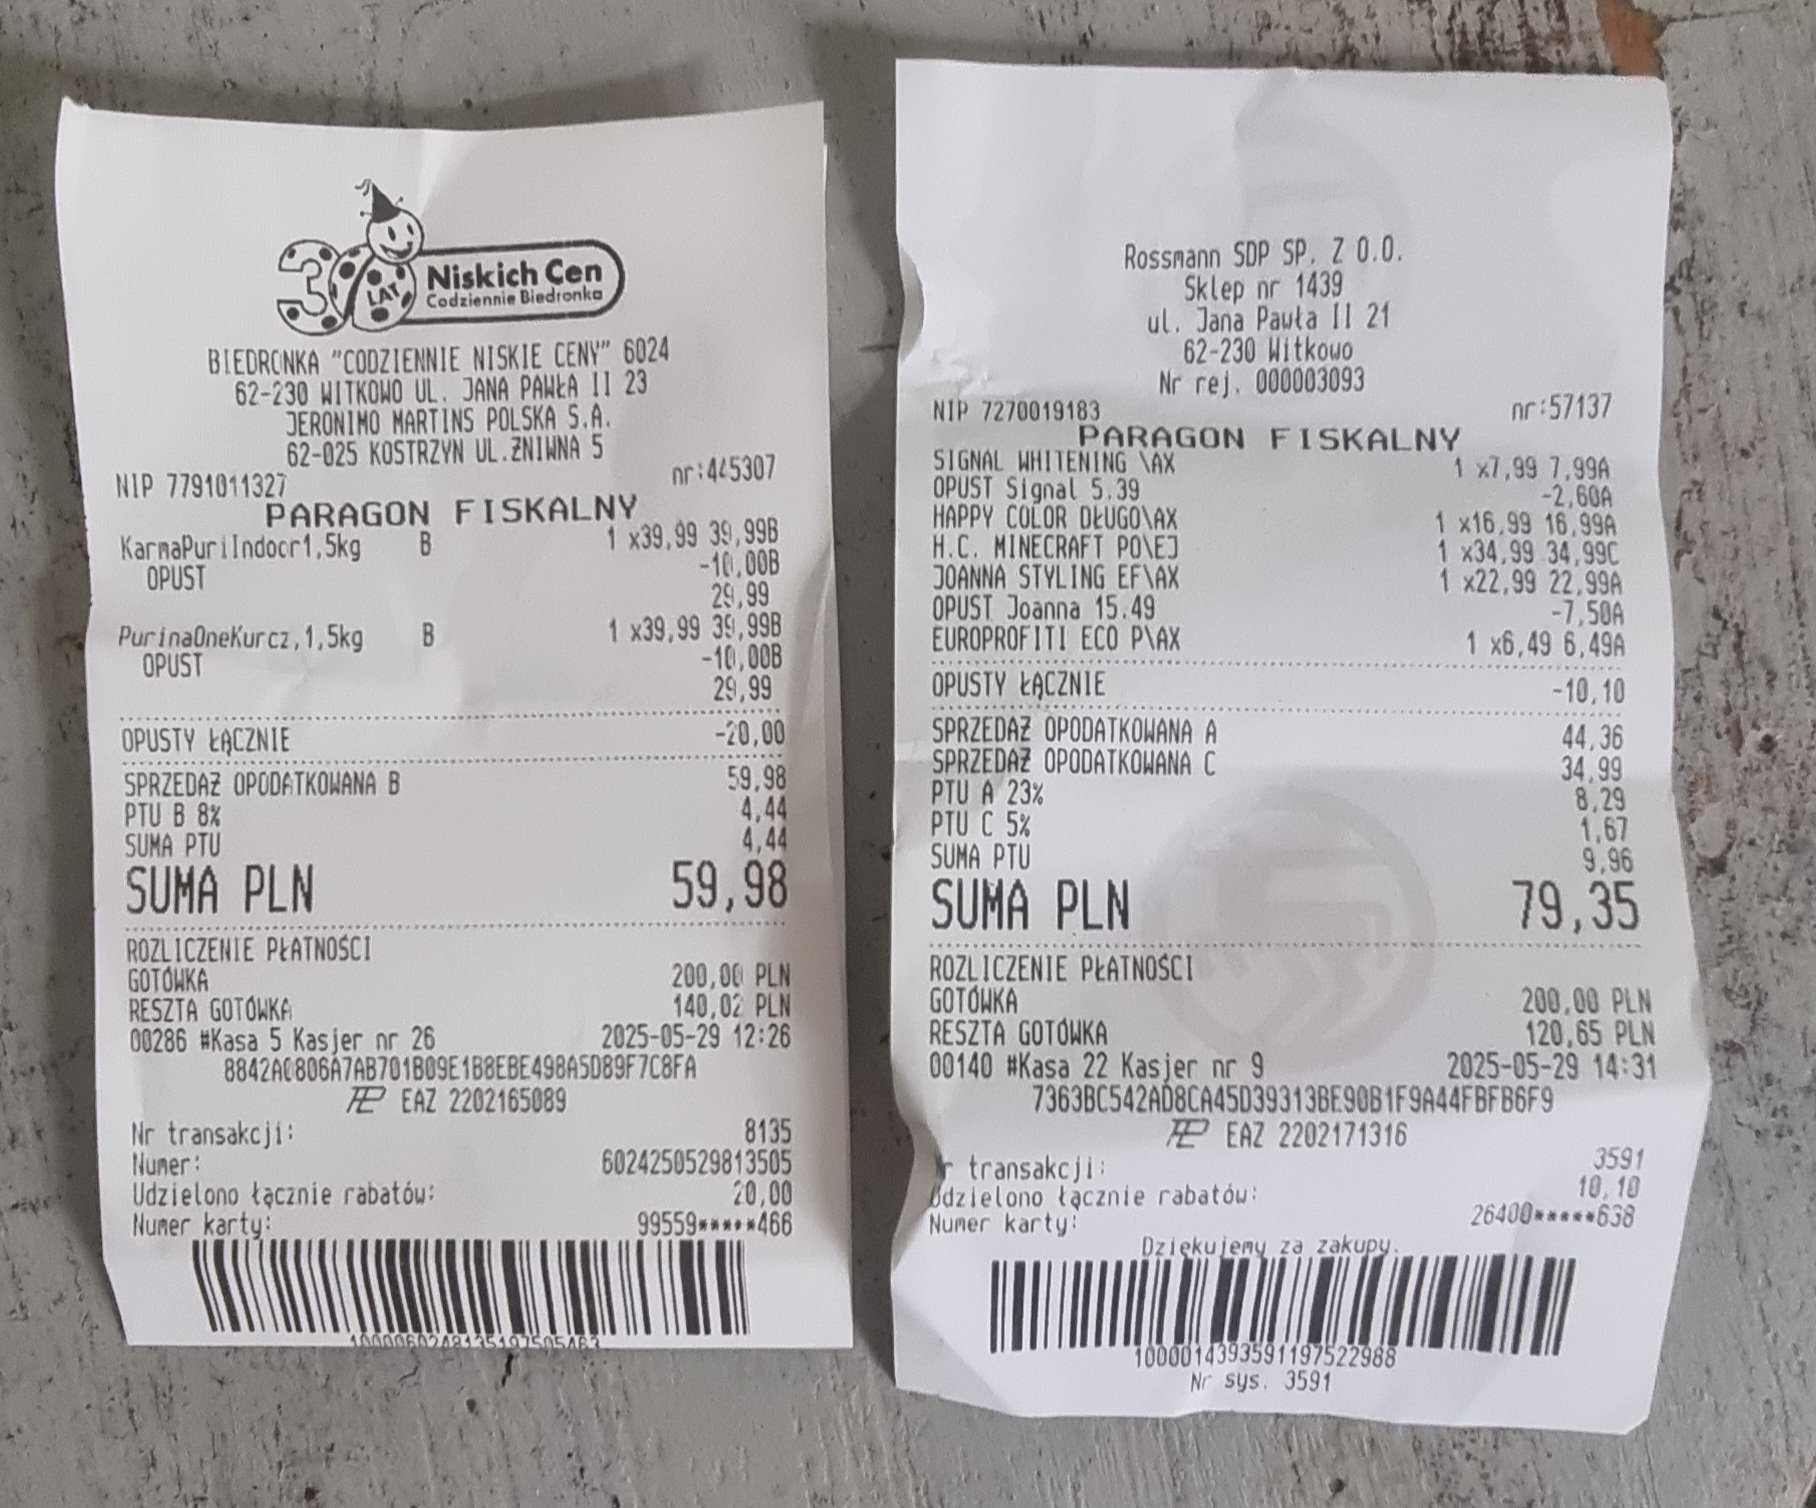 30 LAT
Niskich Cen
Codziennie Biedronka
BIEDRONKA "CODZIENNIE NISKIE CENY" 6024
62-230 WITKOWO UL. JANA PAWŁA II 23
JERONIMO MARTINS POLSKA S.A.
62-025 KOSTRZYN UL.ŻNIWNA 5
NIP 7791011327 nr:445307
PARAGON FISKALNY
KarmaPuriIndoor1,5kg B 1 x39,99 39,99B
OPUST -10,00B
29,99
PurinaOneKurcz,1,5kg B 1 x39,99 39,99B
OPUST -10,00B
29,99
OPUSTY ŁĄCZNIE -20,00
SPRZEDAŻ OPODATKOWANA B 59,98
PTU B 8% 4,44
SUMA PTU 4,44
SUMA PLN 59,98
ROZLICZENIE PŁATNOŚCI
GOTÓWKA 200,00 PLN
RESZTA GOTÓWKA 140,02 PLN
00286 #Kasa 5 Kasjer nr 26 2025-05-29 12:26
8842AC806A7AB701B09E1B8EBE498A5D89F7C8FA
EAZ 2202165089
Nr transakcji: 8135
Numer: 6024250529813505
Udzielono łącznie rabatów: 20,00
Numer karty: 99559*****466
Rossmann SDP SP. Z O.O.
Sklep nr 1439
ul. Jana Pawła II 21
62-230 Witkowo
Nr rej. 000003093
NIP 7270019183 nr:57137
PARAGON FISKALNY
SIGNAL WHITENING \AX 1 x7,99 7,99A
OPUST Signal 5.39 -2,60A
HAPPY COLOR DŁUGO\AX 1 x16,99 16,99A
H.C. MINECRAFT PO\EJ 1 x34,99 34,99C
JOANNA STYLING EF\AX 1 x22,99 22,99A
OPUST Joanna 15.49 -7,50A
EUROPROFITI ECO P\AX 1 x6,49 6,49A
OPUSTY ŁĄCZNIE -10,10
SPRZEDAŻ OPODATKOWANA A 44,36
SPRZEDAŻ OPODATKOWANA C 34,99
PTU A 23% 8,29
PTU C 5% 1,67
SUMA PTU 9,96
SUMA PLN 79,35
ROZLICZENIE PŁATNOŚCI
GOTÓWKA 200,00 PLN
RESZTA GOTÓWKA 120,65 PLN
00140 #Kasa 22 Kasjer nr 9 2025-05-29 14:31
7363BC542AD8CA45D39313BE90B1F9A44FBFB6F9
EAZ 2202171316
Nr transakcji: 3591
Udzielono łącznie rabatów: 10,10
Numer karty: 26400*****638
Dziękujemy za zakupy.
1000014393591197522988
Nr sys. 3591